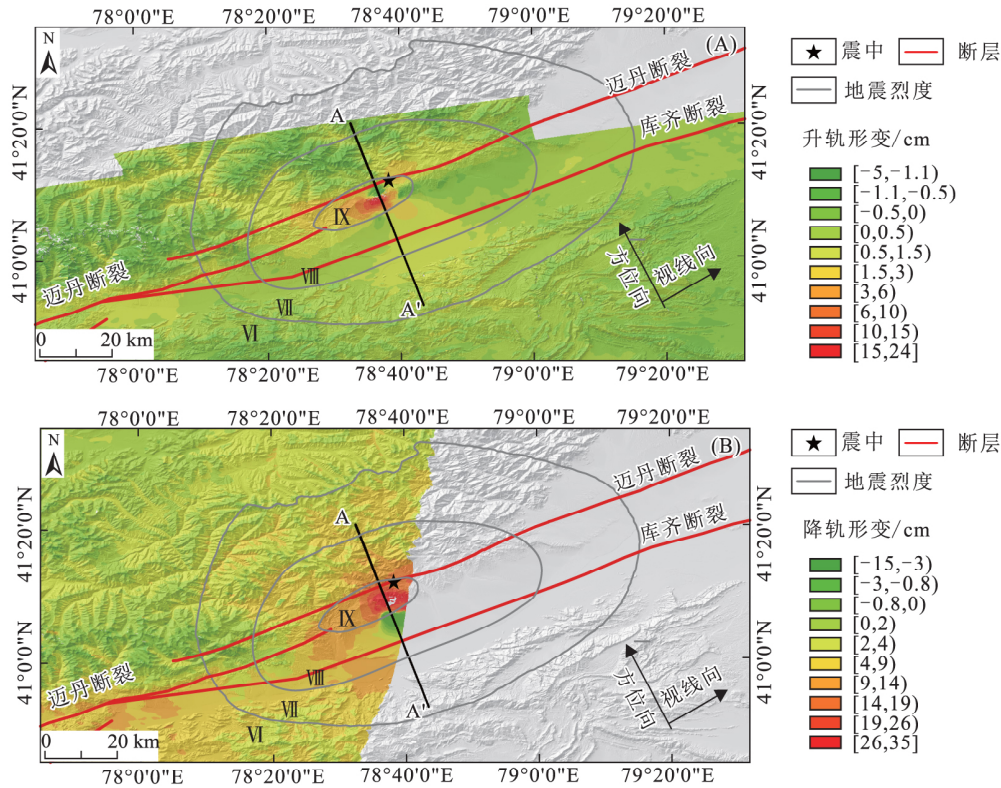 78°0'0"E 78°20'0"E 78°40'0"E 79°0'0"E 79°20'0"E
N
(A)
迈丹断裂
库齐断裂
A
Ⅸ
Ⅷ
Ⅶ
Ⅵ
A'
迈丹断裂
方位向
视线向
0 20 km
41°20'0"N
41°0'0"N
41°20'0"N
41°0'0"N
78°0'0"E 78°20'0"E 78°40'0"E 79°0'0"E 79°20'0"E
震中 断层
地震烈度
升轨形变/cm
[-5,-1.1)
[-1.1,-0.5)
[-0.5,0)
[0,0.5)
[0.5,1.5)
[1.5,3)
[3,6)
[6,10)
[10,15)
[15,24]
78°0'0"E 78°20'0"E 78°40'0"E 79°0'0"E 79°20'0"E
N
(B)
迈丹断裂
库齐断裂
A
Ⅸ
Ⅷ
Ⅶ
Ⅵ
A'
迈丹断裂
方位向
视线向
0 20 km
41°20'0"N
41°0'0"N
41°20'0"N
41°0'0"N
78°0'0"E 78°20'0"E 78°40'0"E 79°0'0"E 79°20'0"E
震中 断层
地震烈度
降轨形变/cm
[-15,-3)
[-3,-0.8)
[-0.8,0)
[0,2)
[2,4)
[4,9)
[9,14)
[14,19)
[19,26)
[26,35]